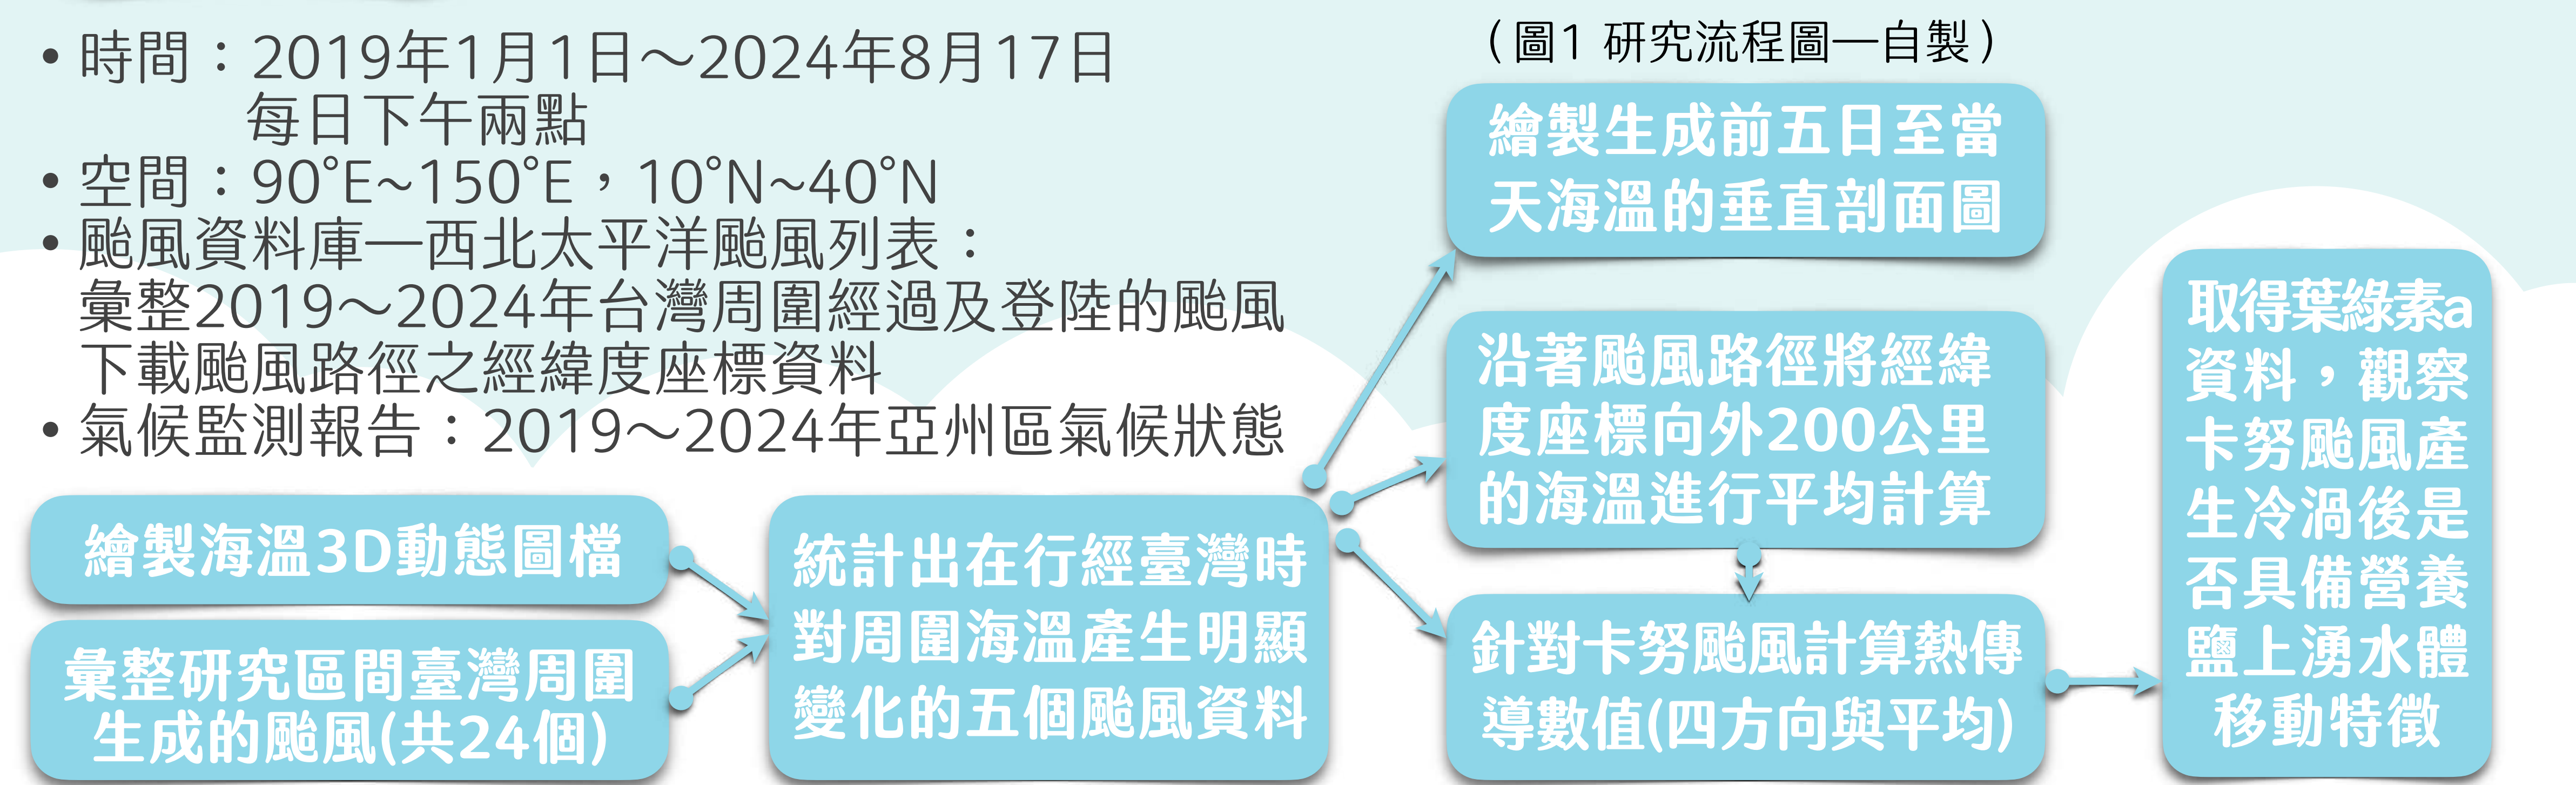 • 時間：2019年1月1日～2024年8月17日
每日下午兩點
• 空間：90°E~150°E，10°N~40°N
• 颱風資料庫—西北太平洋颱風列表：
彙整2019～2024年台灣周圍經過及登陸的颱風
下載颱風路徑之經緯度座標資料
• 氣候監測報告：2019～2024年亞州區氣候狀態
（圖1 研究流程圖—自製）
繪製海溫3D動態圖檔
彙整研究區間臺灣周圍
生成的颱風(共24個)
統計出在行經臺灣時
對周圍海溫產生明顯
變化的五個颱風資料
繪製生成前五日至當
天海溫的垂直剖面圖
沿著颱風路徑將經緯
度座標向外200公里
的海溫進行平均計算
針對卡努颱風計算熱傳
導數值(四方向與平均)
取得葉綠素a
資料，觀察
卡努颱風產
生冷渦後是
否具備營養
鹽上湧水體
移動特徵